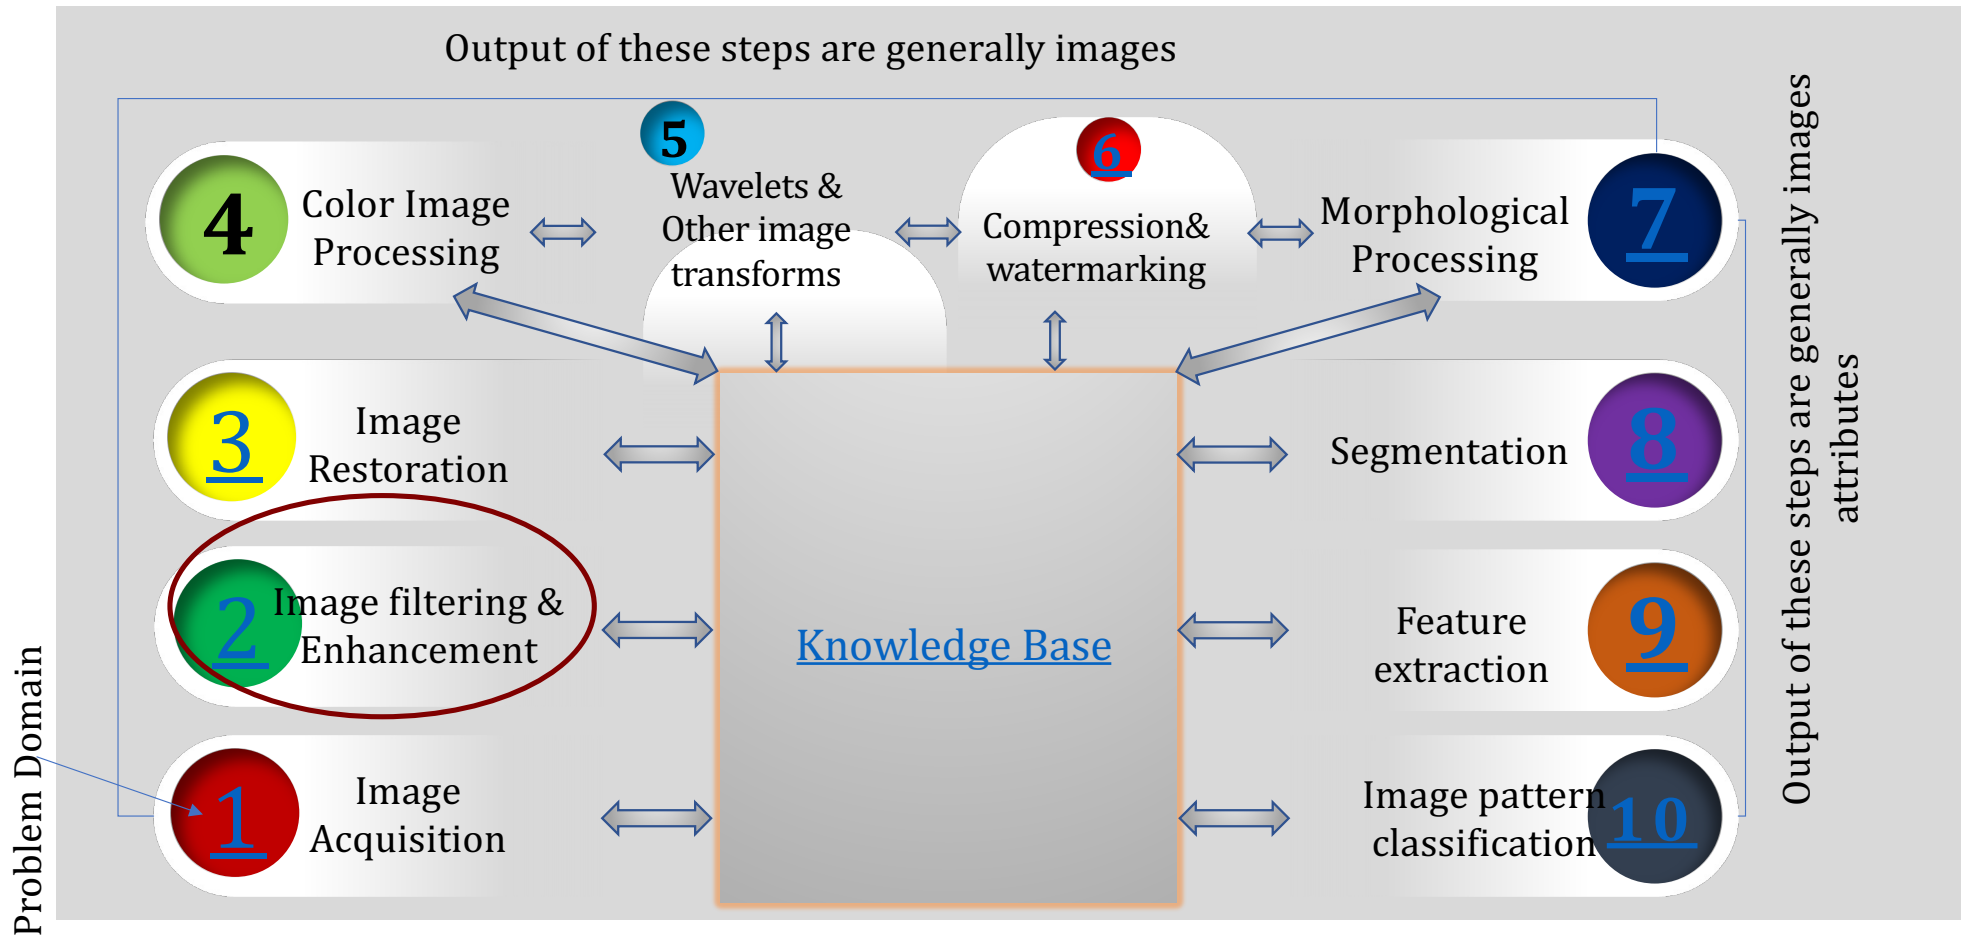 Output of these steps are generally images
4
Color Image
Processing
5
Wavelets &
Other image
transforms
6
Compression&
watermarking
Morphological
Processing
7
3
Image
Restoration
Segmentation
8
2
Image filtering &
Enhancement
Knowledge Base
Feature
extraction
9
1
Image
Acquisition
Image pattern
classification
10
Problem Domain
Output of these steps are generally images
attributes